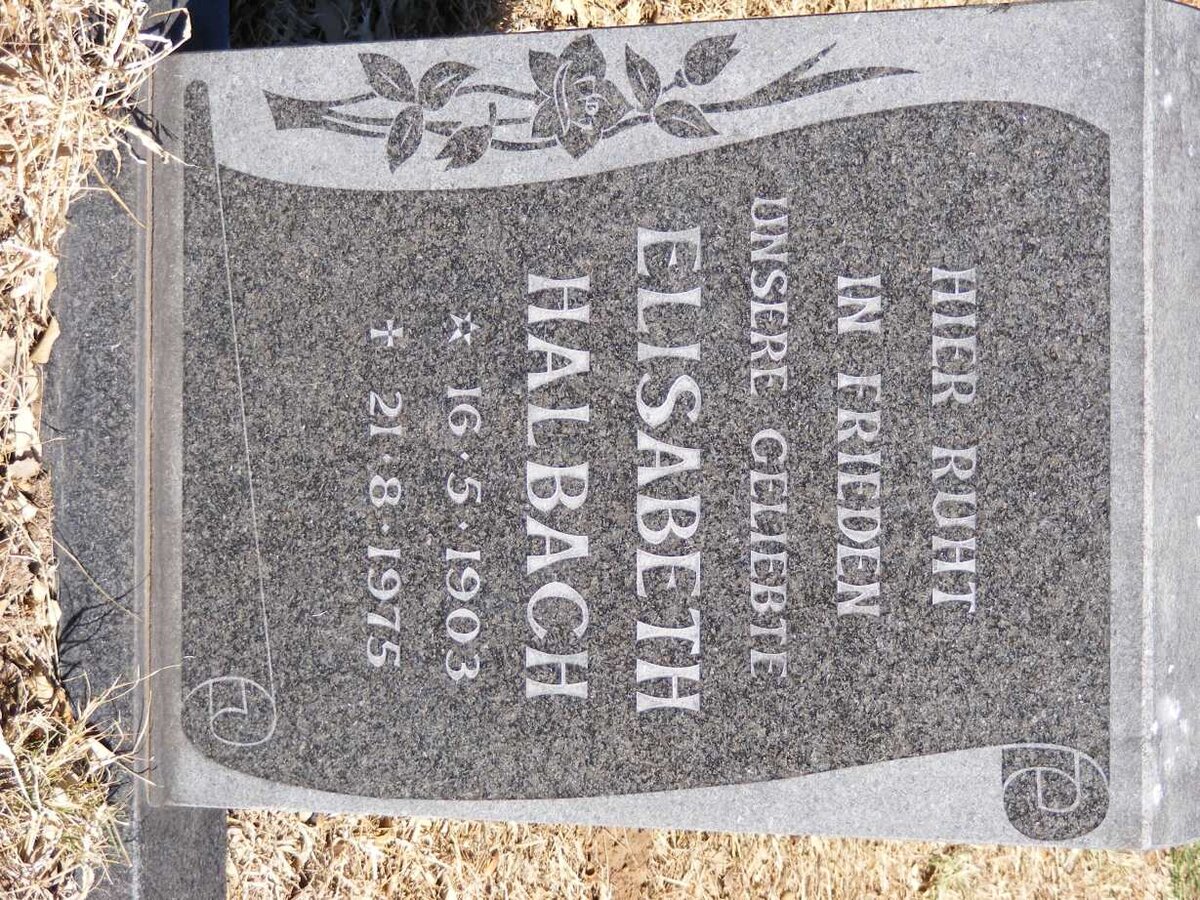 HIER RUHT
IN FRIEDEN
UNSERE GELIEBTE
ELISABETH
HALBACH
☆ 16·5·1903
✝ 21·8·1975